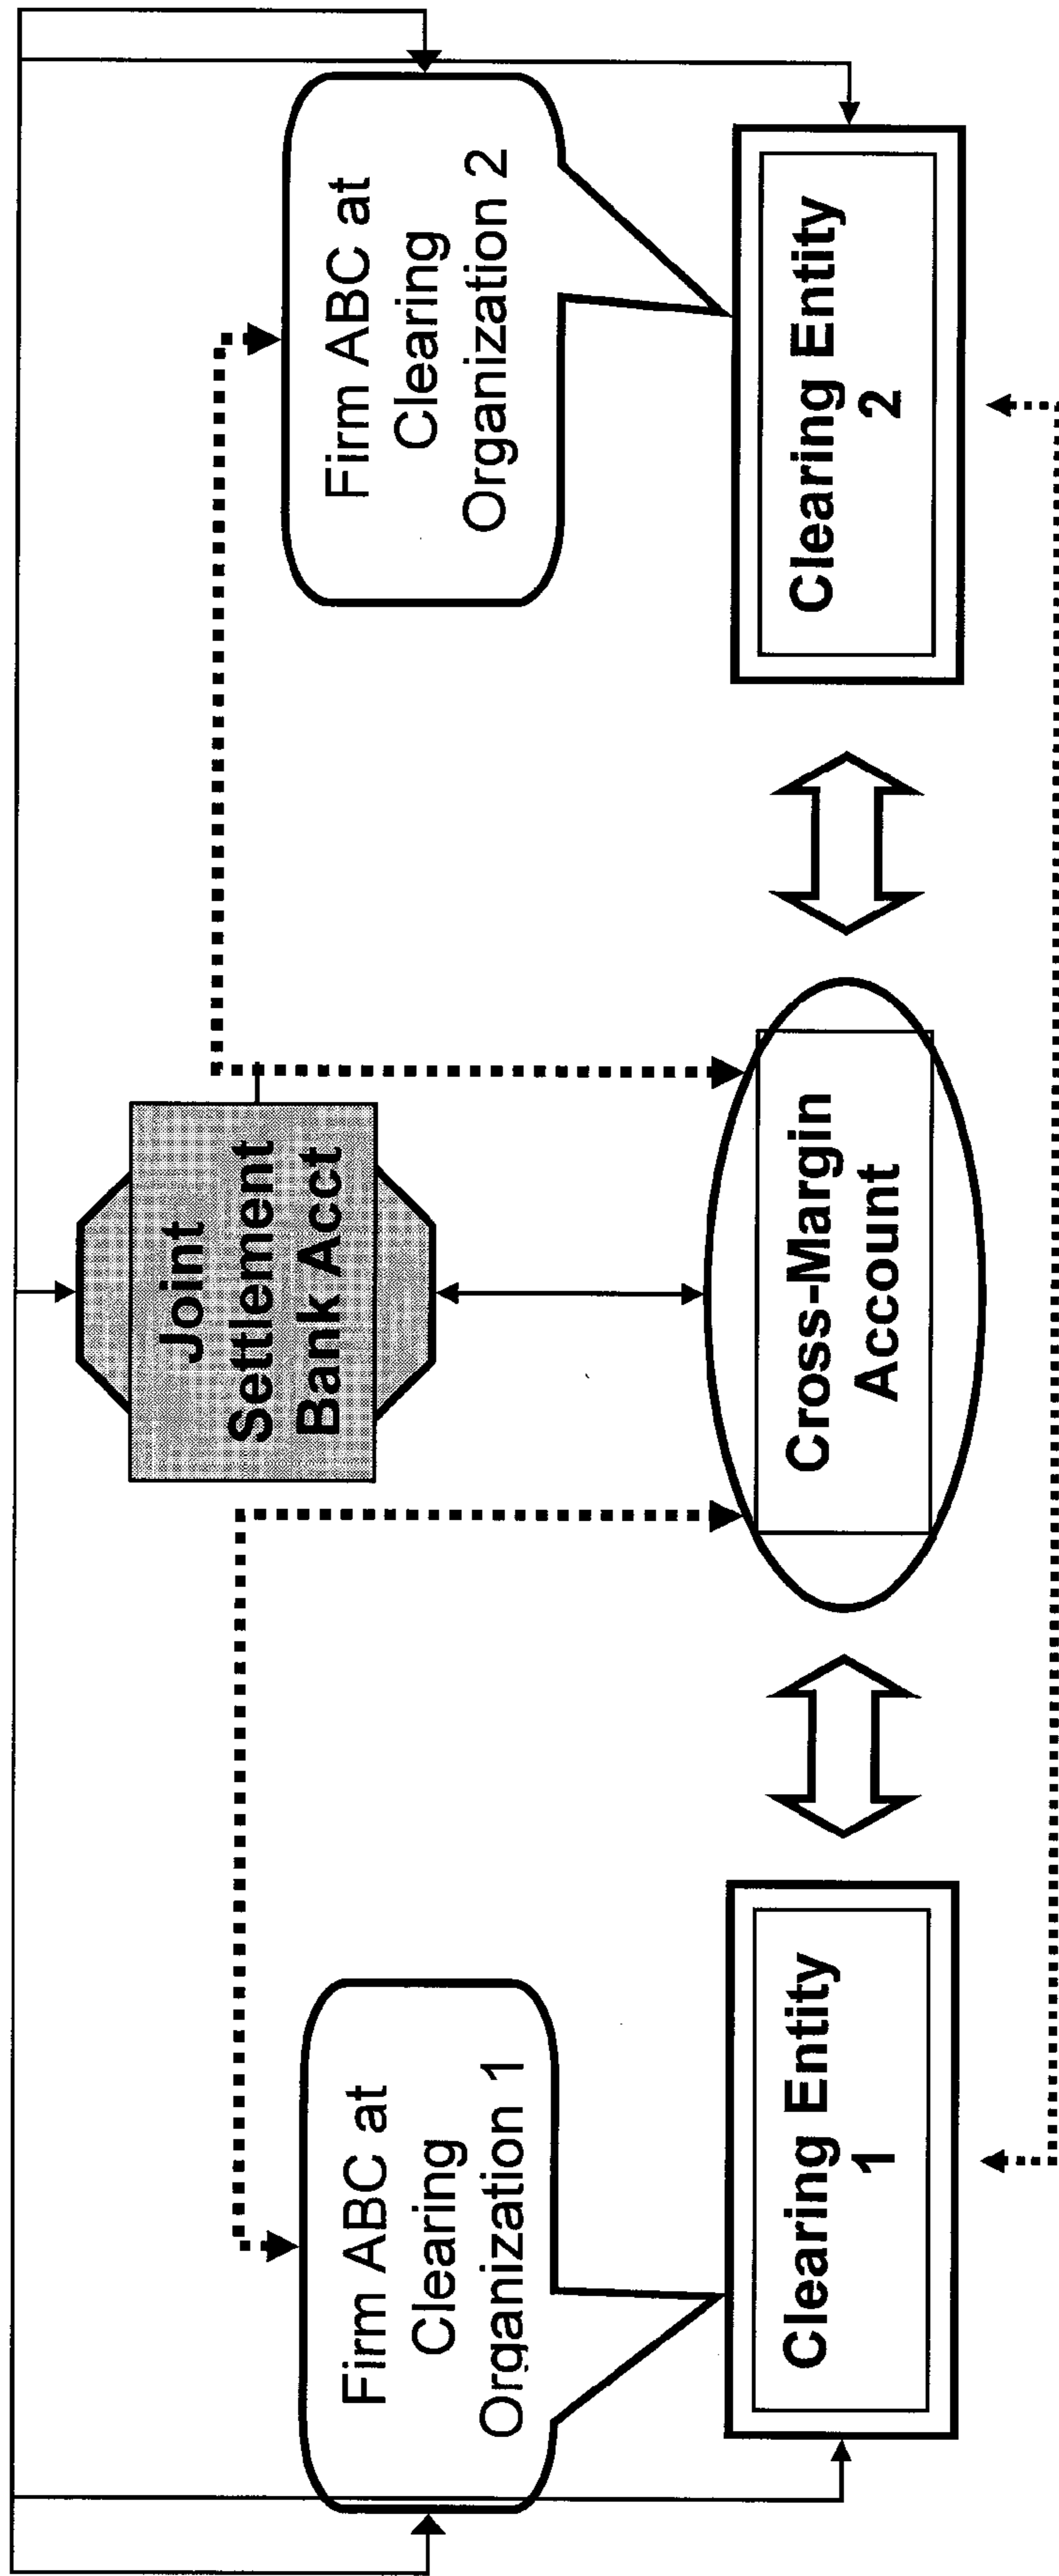 Joint
Settlement
Bank Acct
Firm ABC at
Clearing
Organization 1
Firm ABC at
Clearing
Organization 2
Clearing Entity
1
Cross-Margin
Account
Clearing Entity
2